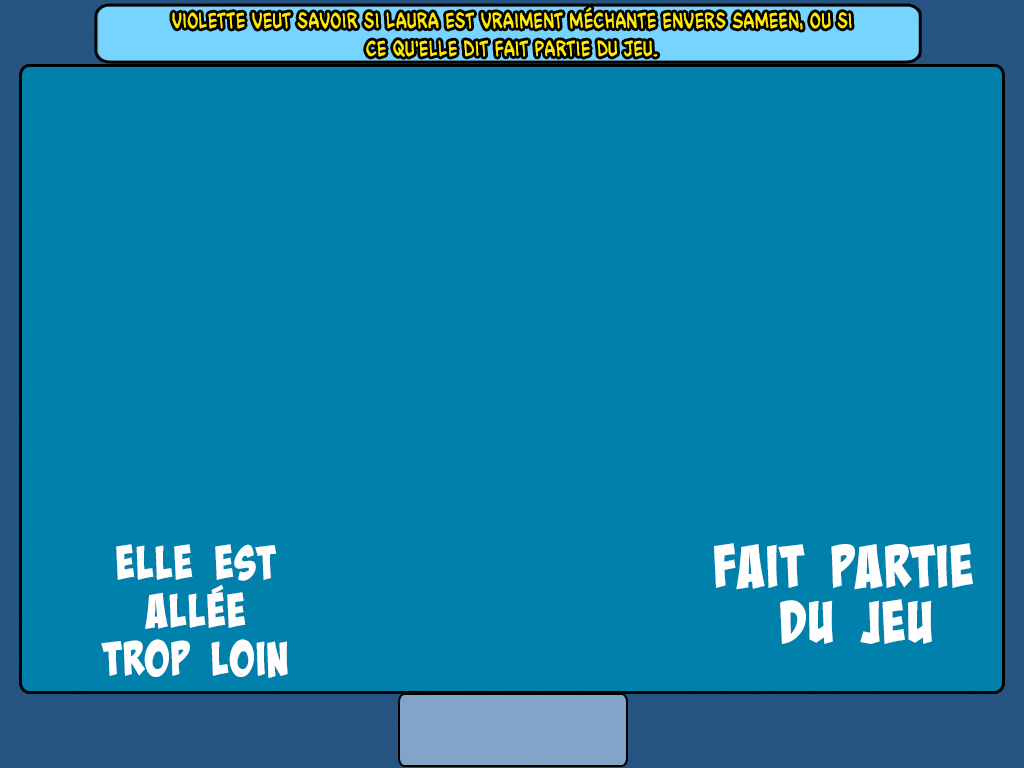 VIOLETTE VEUT SAVOIR SI LAURA EST VRAIMENT MÉCHANTE ENVERS SAMEEN, OU SI
CE QU'ELLE DIT FAIT PARTIE DU JEU.
ELLE EST
ALLÉE
TROP LOIN
FAIT PARTIE
DU JEU